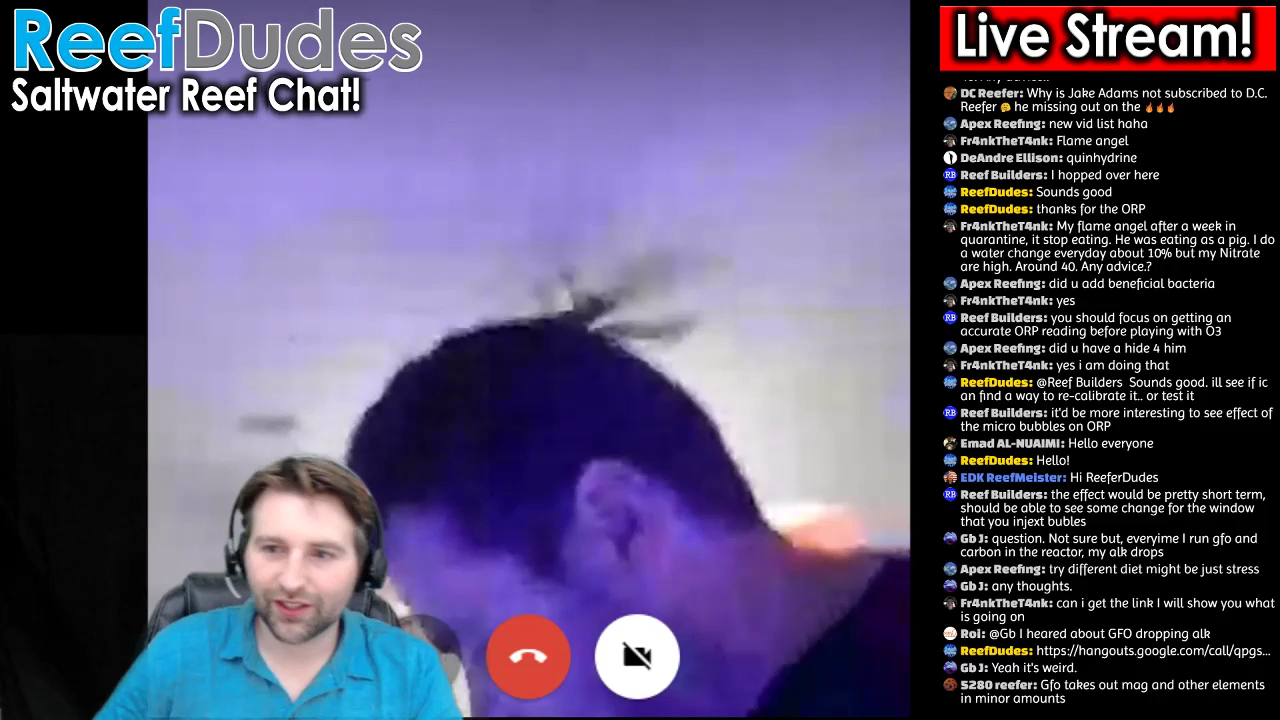 ReefDudes
Saltwater Reef Chat!
Live Stream!
DC Reefer: Why is Jake Adams not subscribed to D.C.
Reefer 🤔 he missing out on the 🔥🔥🔥
Apex Reefing: new vid list haha
Fr4nkTheT4nk: Flame angel
DeAndre Ellison: quinhydrine
RB Reef Builders: I hopped over here
ReefDudes: Sounds good
ReefDudes: thanks for the ORP
Fr4nkTheT4nk: My flame angel after a week in
quarantine, it stop eating. He was eating as a pig. I do
a water change everyday about 10% but my Nitrate
are high. Around 40. Any advice.?
Apex Reefing: did u add beneficial bacteria
Fr4nkTheT4nk: yes
RB Reef Builders: you should focus on getting an
accurate ORP reading before playing with O3
Apex Reefing: did u have a hide 4 him
Fr4nkTheT4nk: yes i am doing that
ReefDudes: @Reef Builders Sounds good. ill see if ic
an find a way to re-calibrate it.. or test it
RB Reef Builders: it'd be more interesting to see effect of
the micro bubbles on ORP
Emad AL-NUAIMI: Hello everyone
ReefDudes: Hello!
EDK ReefMeister: Hi ReeferDudes
RB Reef Builders: the effect would be pretty short term,
should be able to see some change for the window
that you injext bubles
Gb J: question. Not sure but, everyime I run gfo and
carbon in the reactor, my alk drops
Apex Reefing: try different diet might be just stress
Gb J: any thoughts.
Fr4nkTheT4nk: can i get the link I will show you what
is going on
Roi: @Gb I heared about GFO dropping alk
ReefDudes: https://hangouts.google.com/call/qpgs...
Gb J: Yeah it's weird.
5280 reefer: Gfo takes out mag and other elements
in minor amounts